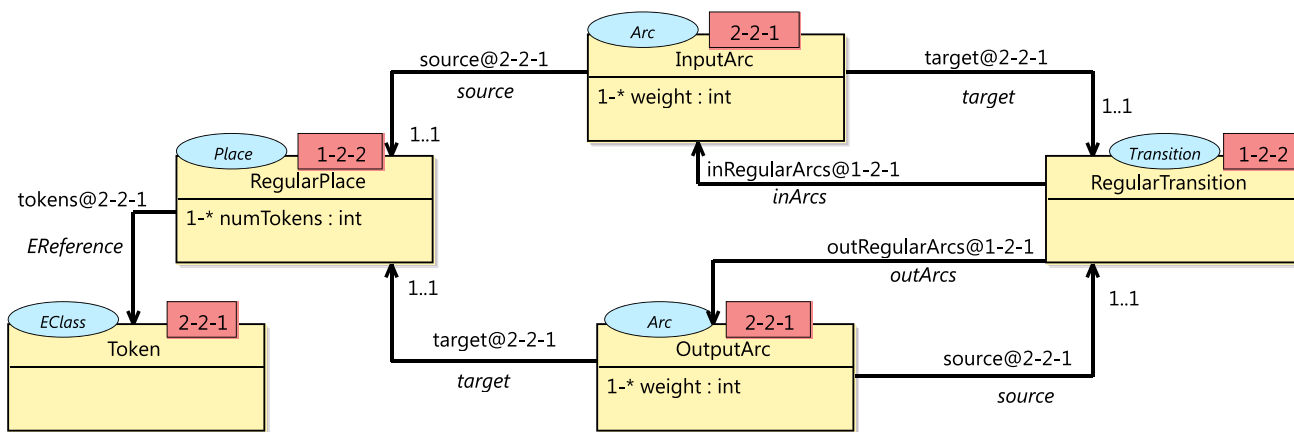 Arc
2-2-1
InputArc
1-* weight : int
source@2-2-1
source
1..1
target@2-2-1
target
1..1
Place
1-2-2
RegularPlace
1-* numTokens : int
Transition
1-2-2
RegularTransition
inRegularArcs@1-2-1
inArcs
tokens@2-2-1
EReference
outRegularArcs@1-2-1
outArcs
1..1
1..1
EClass
2-2-1
Token
target@2-2-1
target
Arc
2-2-1
OutputArc
1-* weight : int
source@2-2-1
source